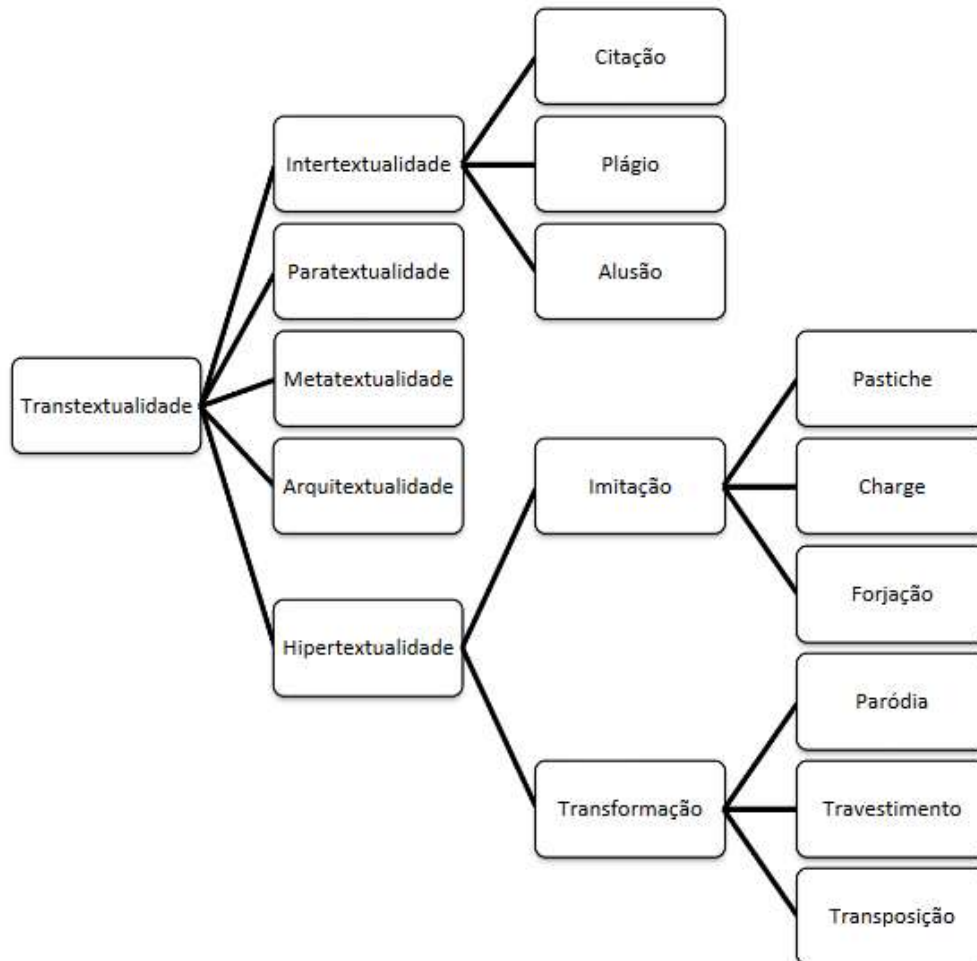 Citação
Intertextualidade
Plágio
Paratextualidade
Alusão
Metatextualidade
Pastiche
Transtextualidade
Arquitextualidade
Imitação
Charge
Forjação
Hipertextualidade
Paródia
Transformação
Travestimento
Transposição